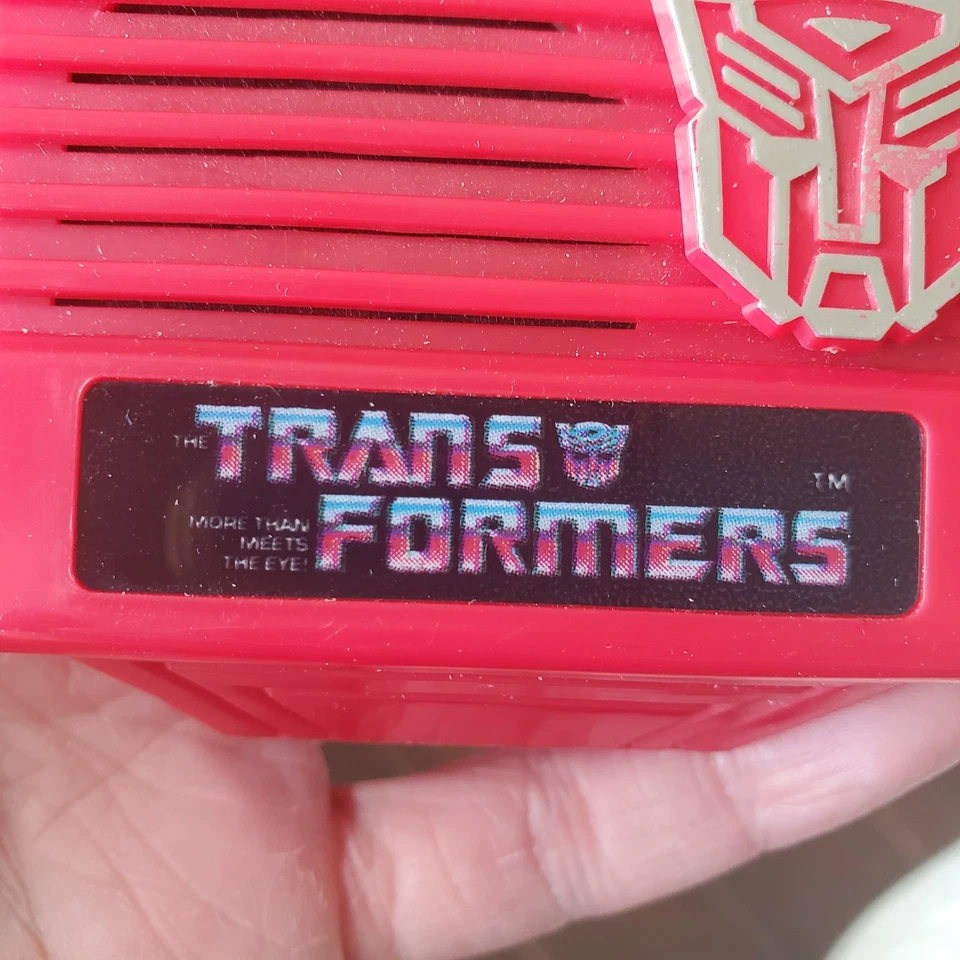 THE TRANS
TM
MORE THAN
MEETS
THE EYE!
FORMERS